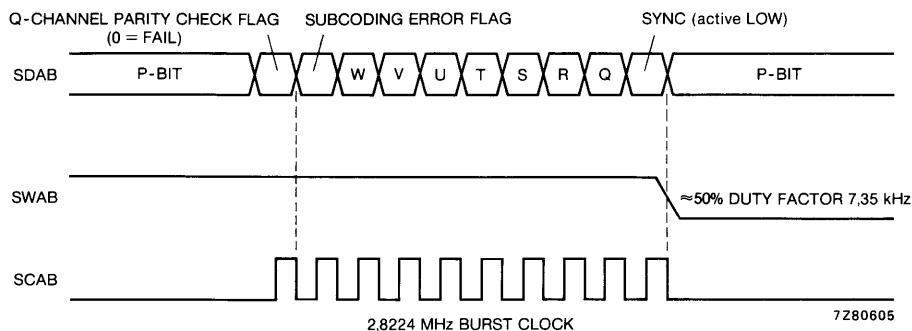 Q-CHANNEL PARITY CHECK FLAG
(0 = FAIL)
SUBCODING ERROR FLAG
SYNC (active LOW)
SDAB
P-BIT
W
V
U
T
S
R
Q
P-BIT
SWAB
≈50% DUTY FACTOR 7,35 kHz
SCAB
2,8224 MHz BURST CLOCK
7Z80605